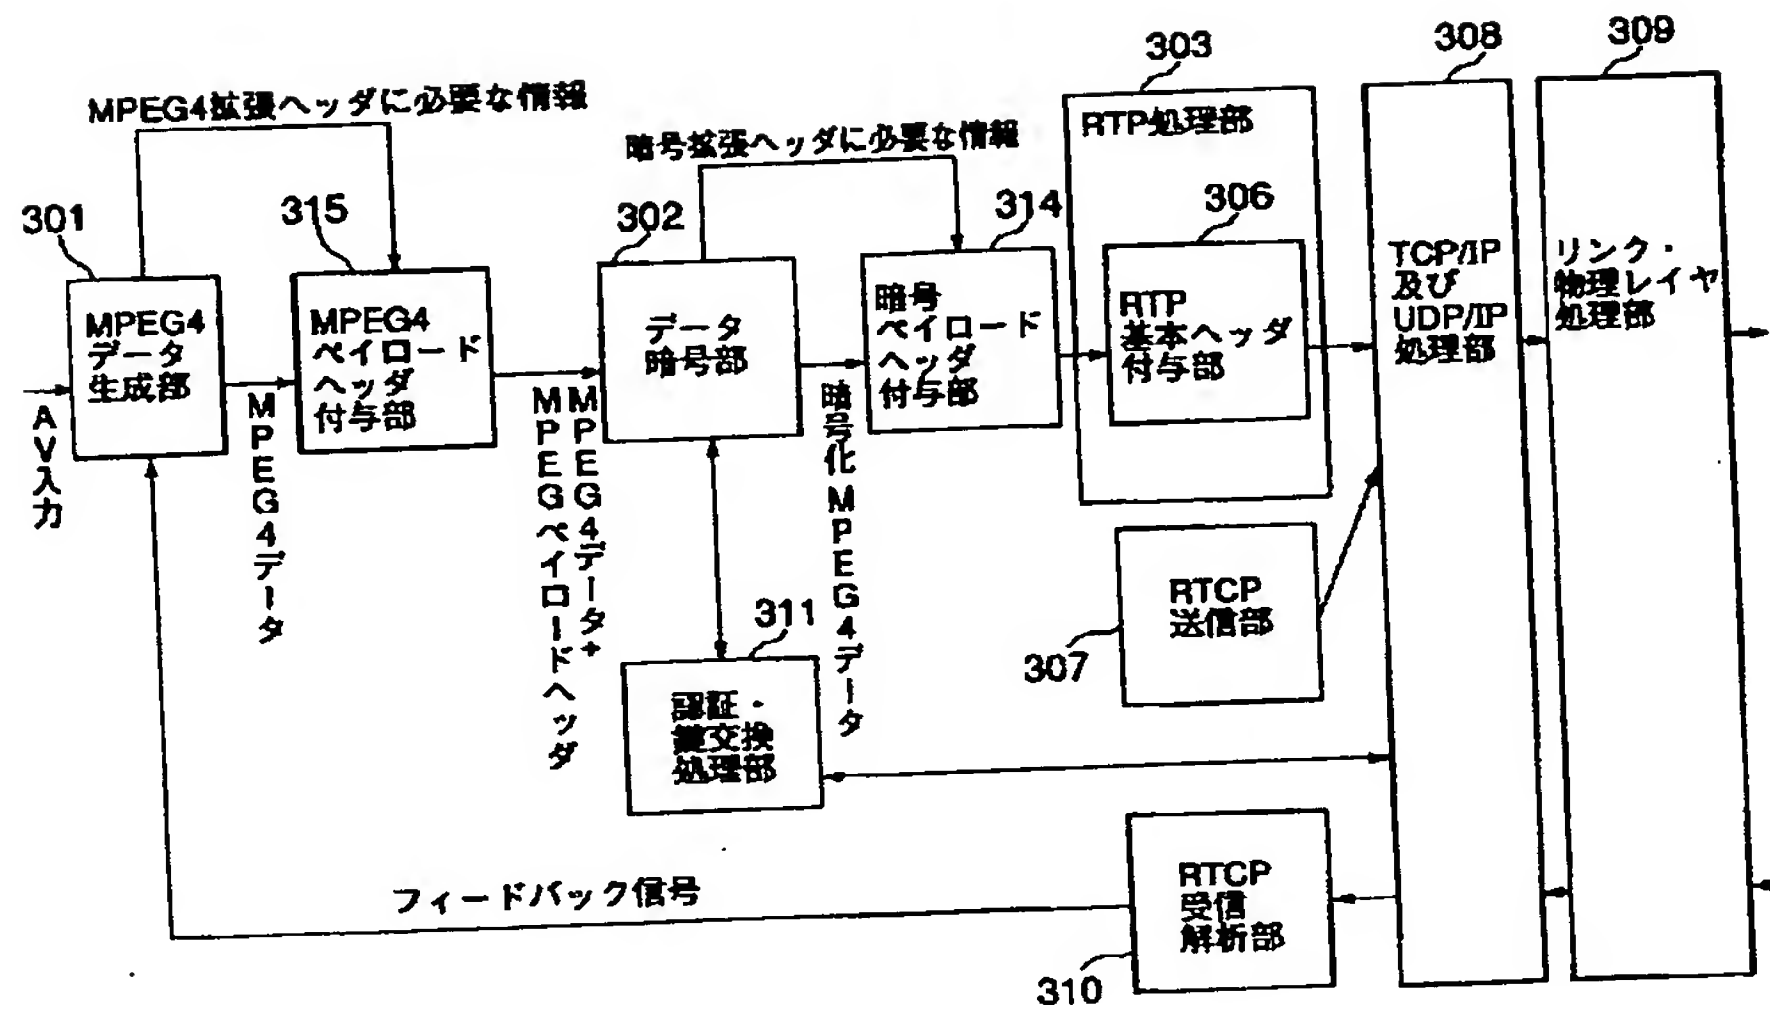 303
308
309
MPEG4拡張ヘッダに必要な情報
暗号拡張ヘッダに必要な情報
RTP処理部
301
315
302
314
306
MPEG4
データ
生成部
MPEG4
ペイロード
ヘッダ
付与部
データ
暗号部
暗号
ペイロード
ヘッダ
付与部
RTP
基本ヘッダ
付与部
TCP/IP
及び
UDP/IP
処理部
リンク・
物理レイヤ
処理部
AV入力
MPEG4データ
MPEG4データ+
MPEGペイロードヘッダ
暗号化MPEG4データ
RTCP
送信部
307
311
認証・
鍵交換
処理部
フィードバック信号
RTCP
受信
解析部
310